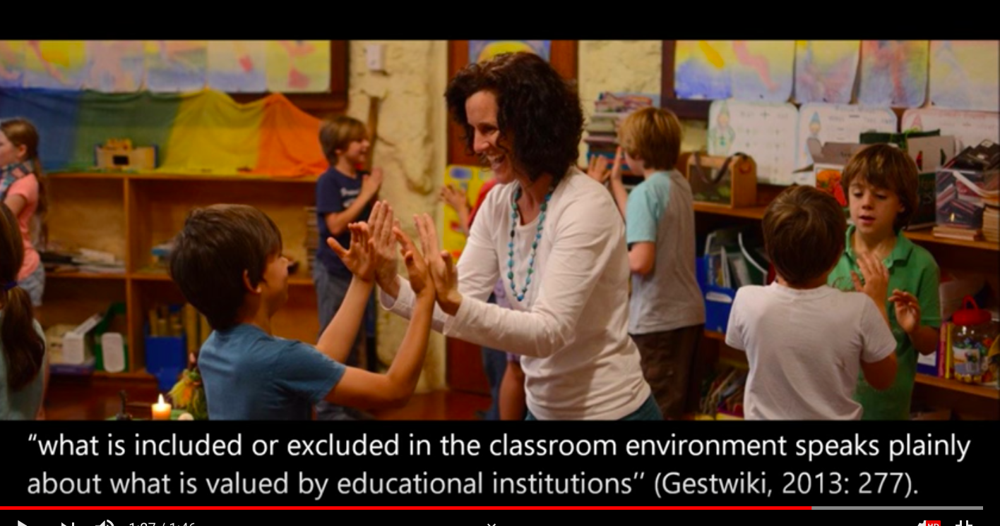 “what is included or excluded in the classroom environment speaks plainly
about what is valued by educational institutions’’ (Gestwiki, 2013: 277).
HD